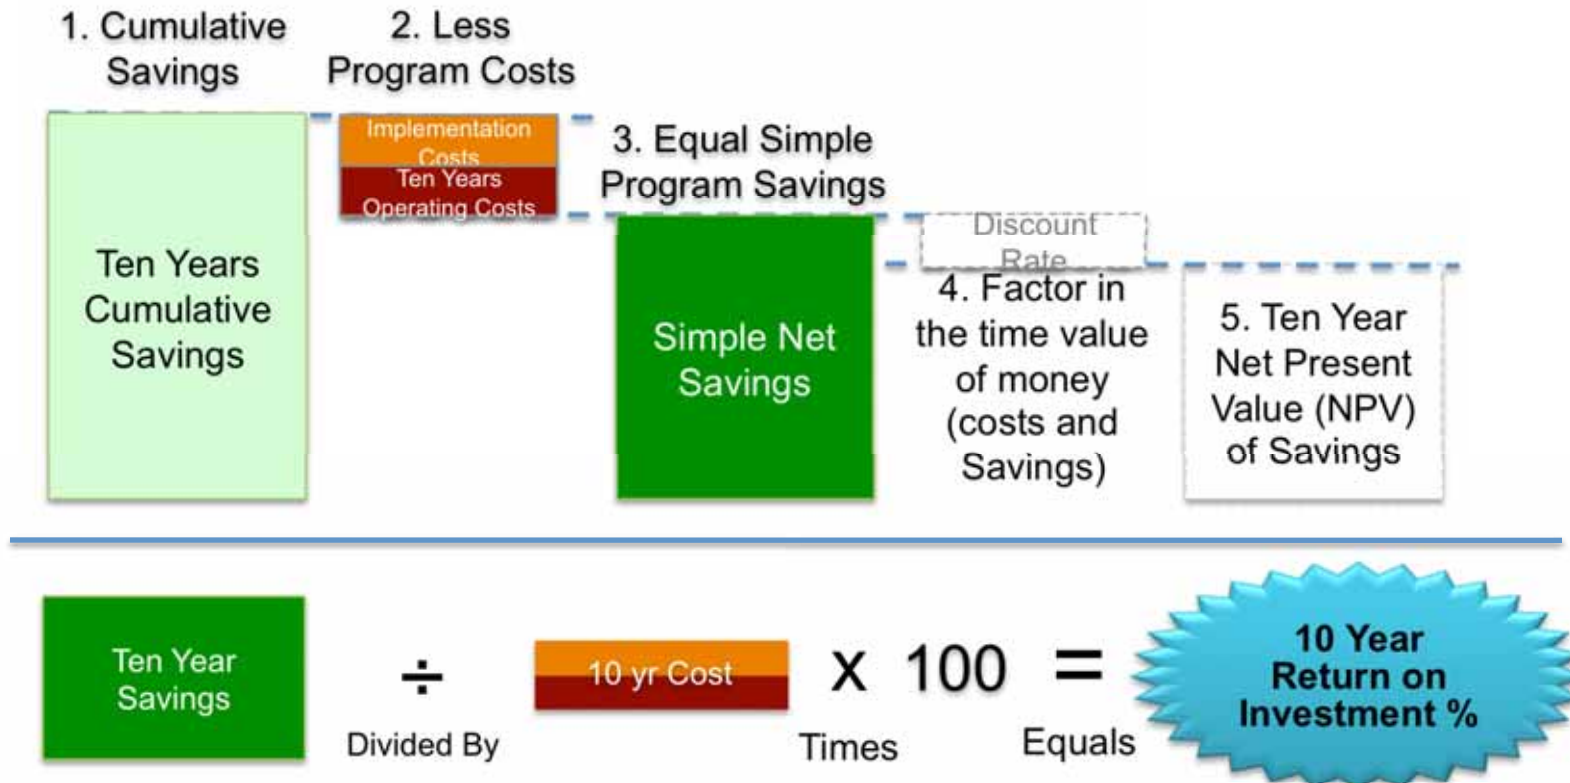 1. Cumulative
Savings
2. Less
Program Costs
Implementation
Costs
Ten Years
Operating Costs
3. Equal Simple
Program Savings
Ten Years
Cumulative
Savings
Simple Net
Savings
Discount
Rate
4. Factor in
the time value
of money
(costs and
Savings)
5. Ten Year
Net Present
Value (NPV)
of Savings
Ten Year
Savings
÷
Divided By
10 yr Cost
x 100
Times
=
Equals
10 Year
Return on
Investment %